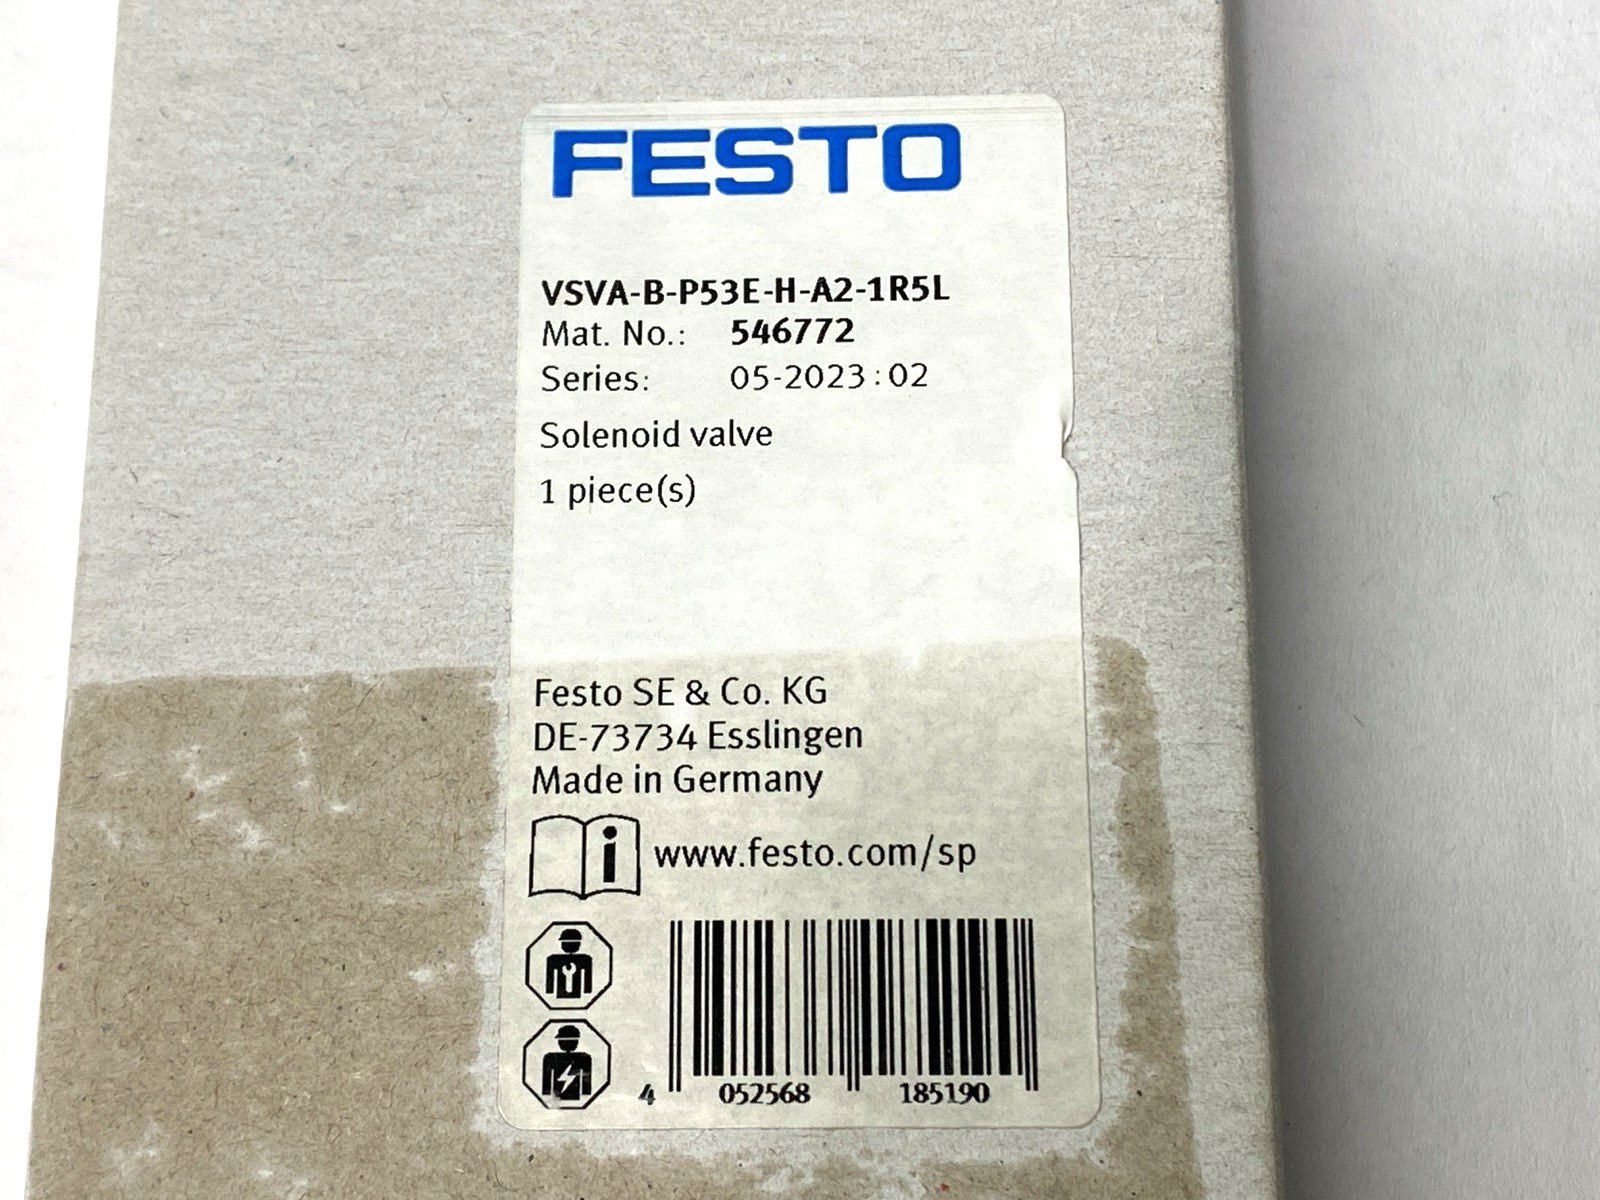 FESTO
VSVA-B-P53E-H-A2-1R5L
Mat. No.: 546772
Series: 05-2023:02
Solenoid valve
1 piece(s)
Festo SE & Co. KG
DE-73734 Esslingen
Made in Germany
i www.festo.com/sp
4 052568 185190